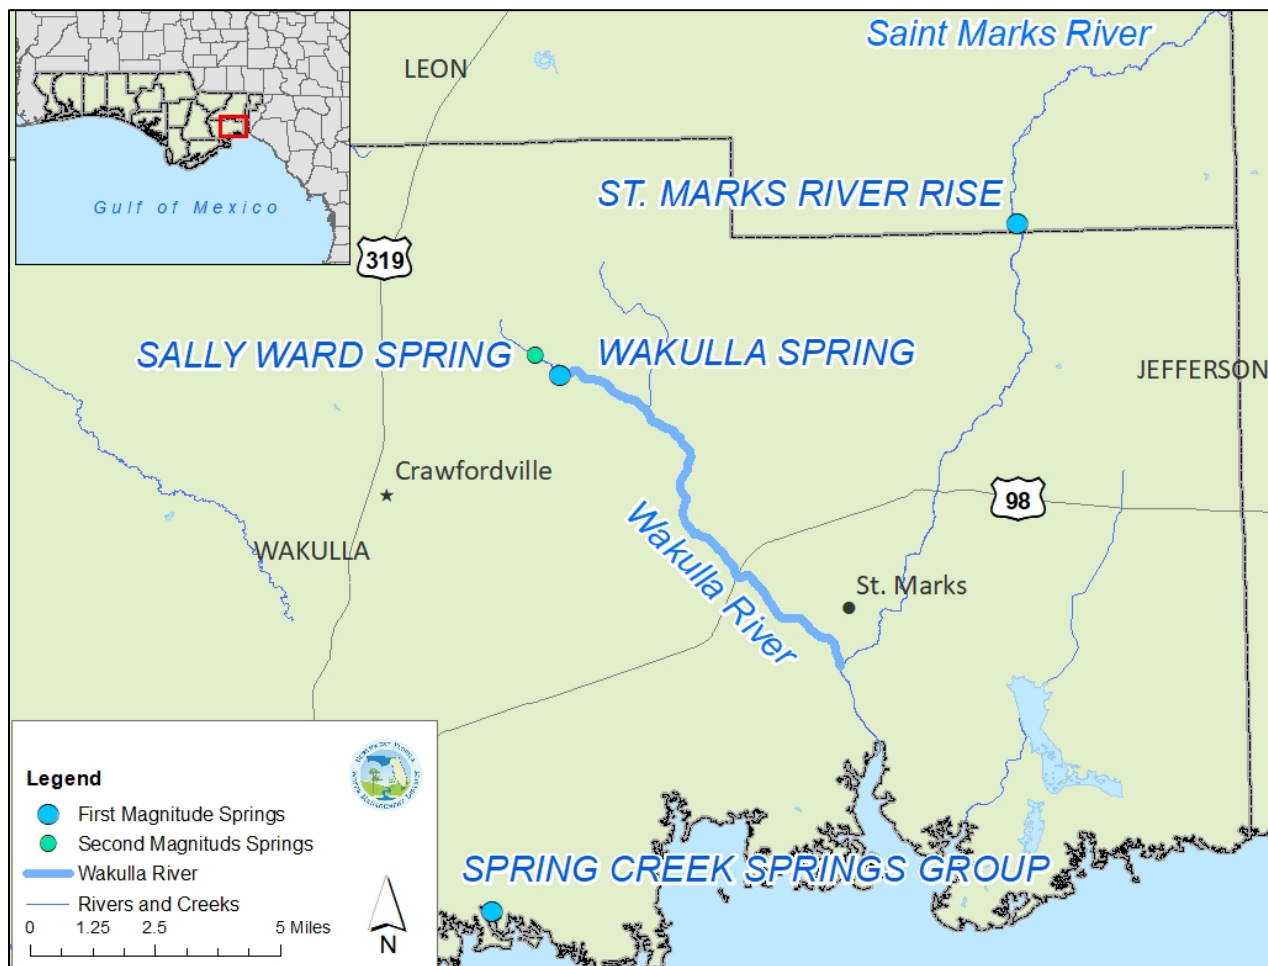 Saint Marks River
LEON
ST. MARKS RIVER RISE
Gulf of Mexico
319
SALLY WARD SPRING
WAKULLA SPRING
JEFFERSON
Crawfordville
98
WAKULLA
Wakulla River
St. Marks
Legend
First Magnitude Springs
Second Magnituds Springs
Wakulla River
Rivers and Creeks
0 1.25 2.5 5 Miles
N
SPRING CREEK SPRINGS GROUP